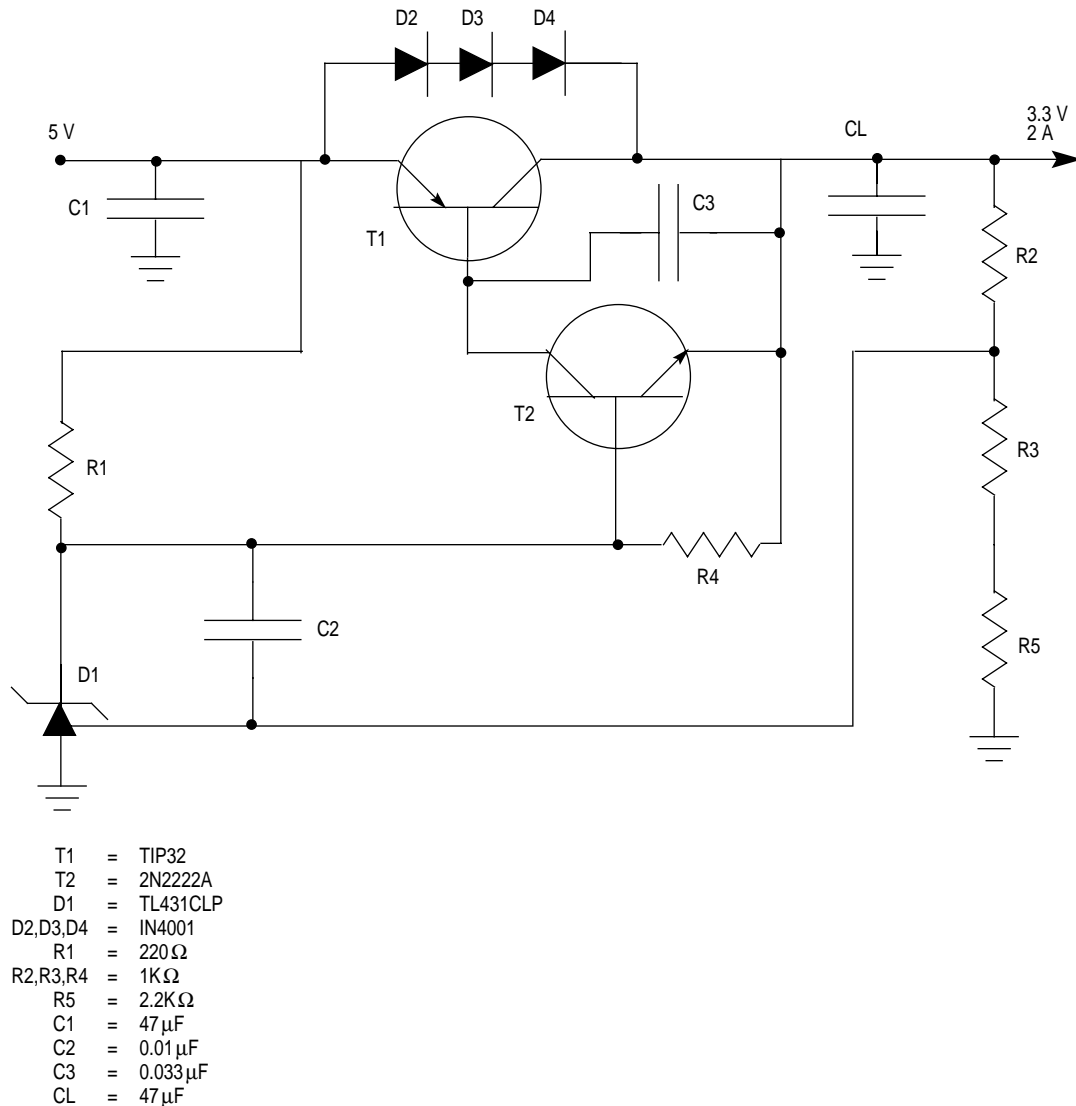 D2 D3 D4
5 V
3.3 V
2 A
CL
C1
T1
C3
R2
T2
R1
R3
R4
C2
R5
D1
T1 = TIP32
T2 = 2N2222A
D1 = TL431CLP
D2,D3,D4 = IN4001
R1 = 220Ω
R2,R3,R4 = 1KΩ
R5 = 2.2KΩ
C1 = 47μF
C2 = 0.01μF
C3 = 0.033μF
CL = 47μF